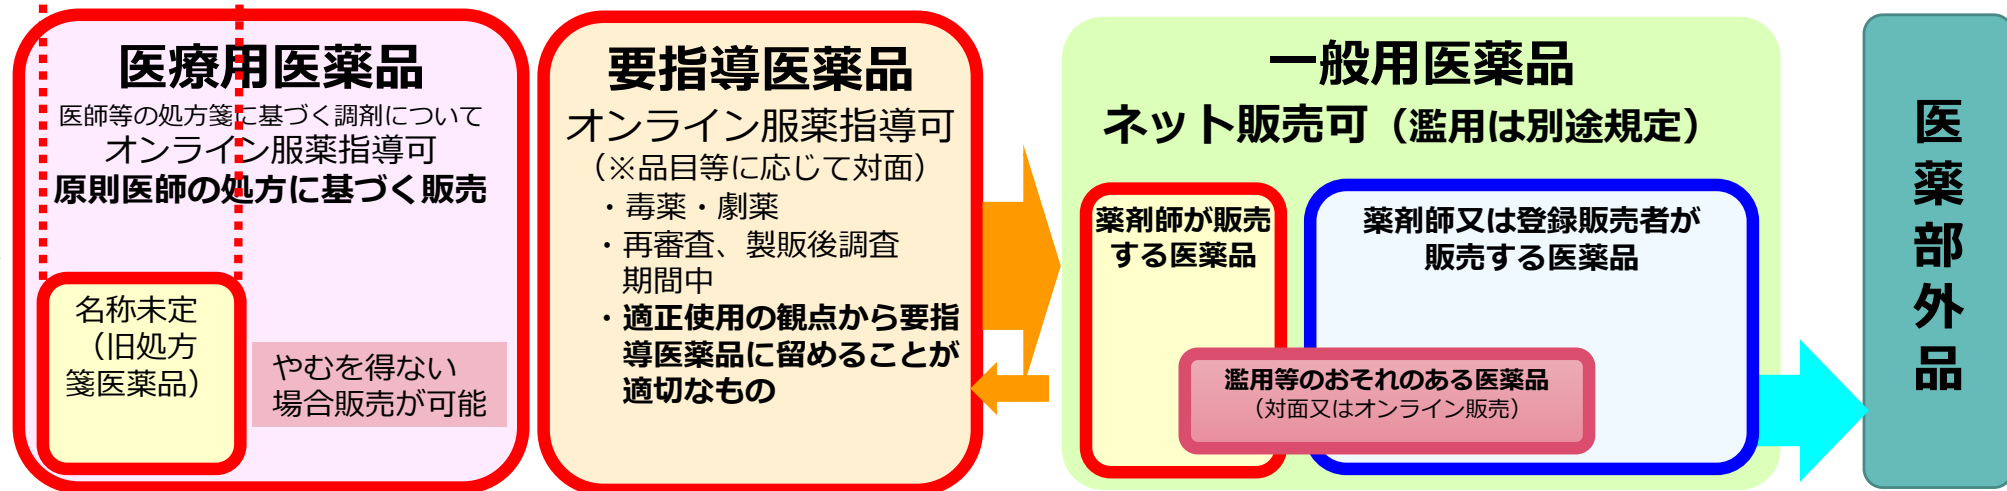 医療用医薬品
医師等の処方箋に基づく調剤について
オンライン服薬指導可
原則医師の処方に基づく販売
名称未定
（旧処方
箋医薬品）
やむを得ない
場合販売が可能
要指導医薬品
オンライン服薬指導可
（※品目等に応じて対面）
・毒薬・劇薬
・再審査、製販後調査
期間中
・適正使用の観点から要指
導医薬品に留めることが
適切なもの
一般用医薬品
ネット販売可（濫用は別途規定）
薬剤師が販売
する医薬品
薬剤師又は登録販売者が
販売する医薬品
濫用等のおそれのある医薬品
（対面又はオンライン販売）
医薬部外品